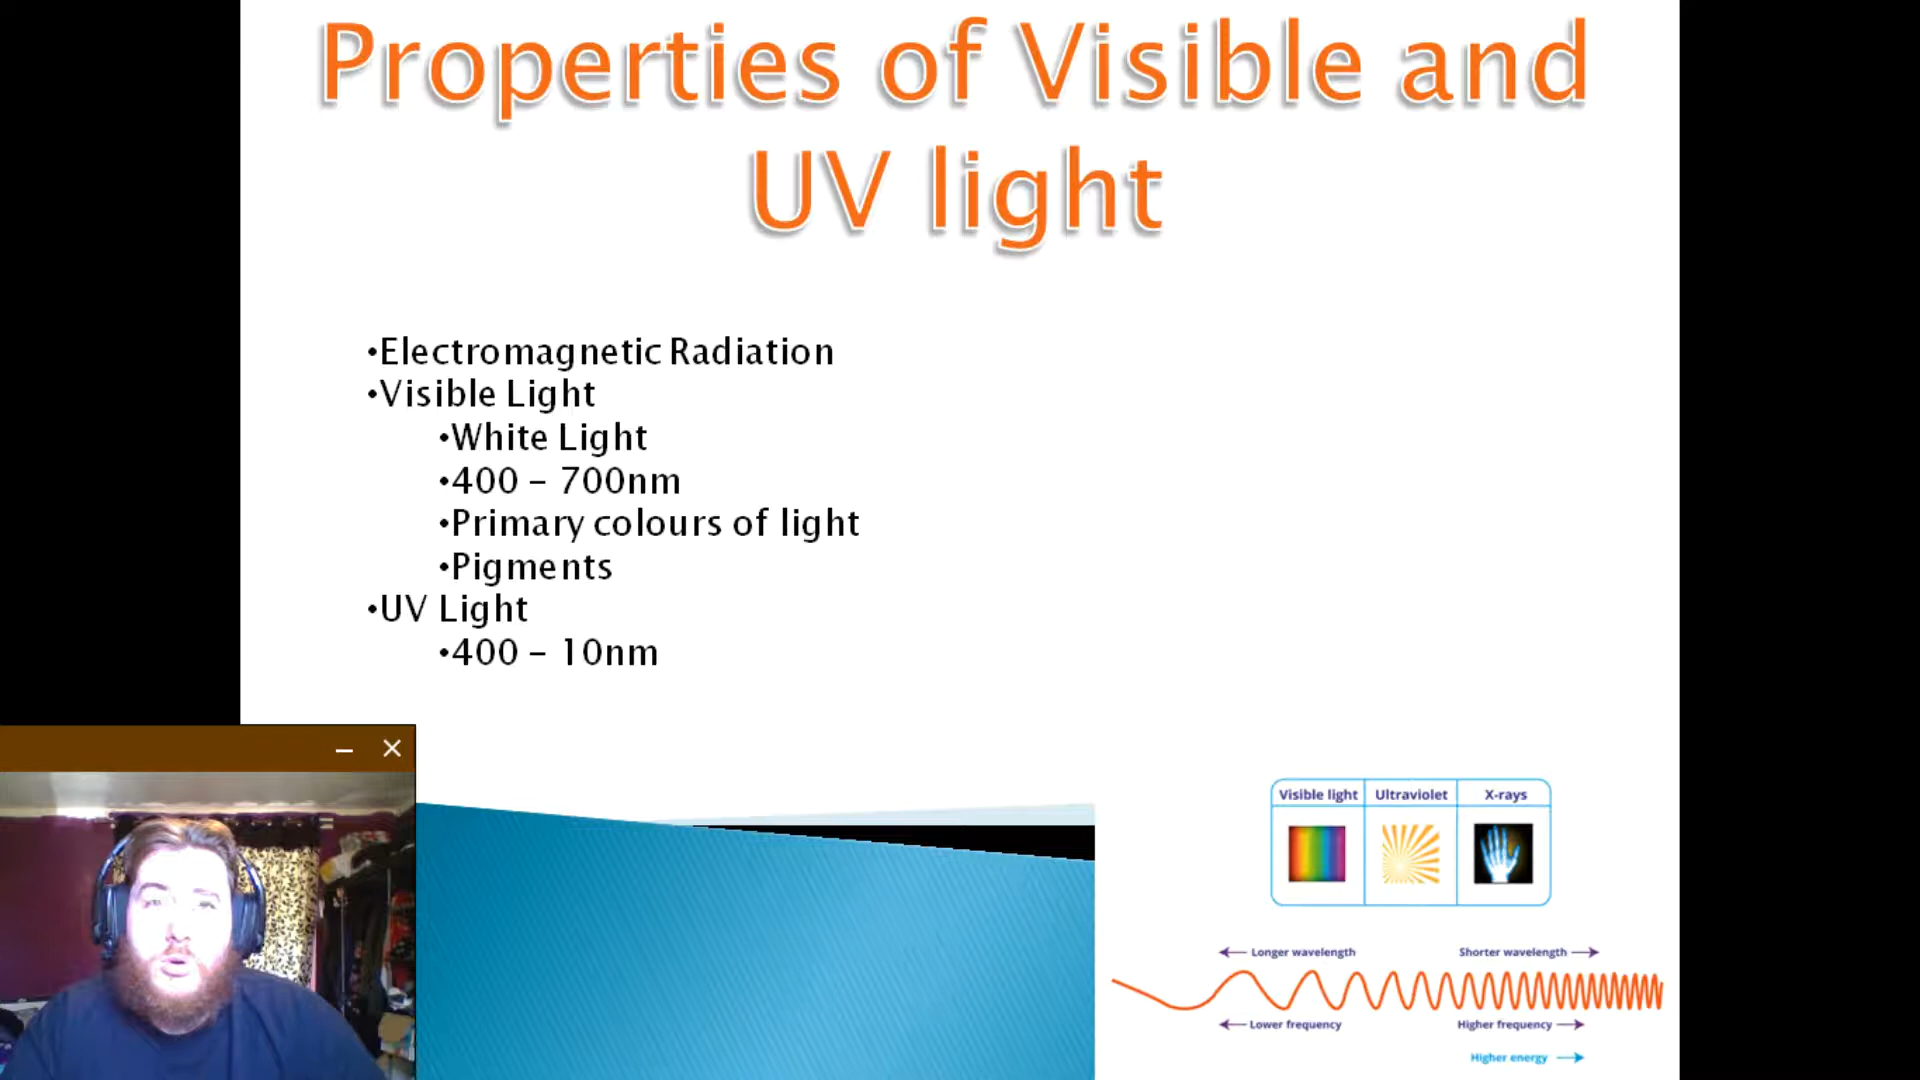 Properties of Visible and
UV light
•Electromagnetic Radiation
•Visible Light
•White Light
•400 – 700nm
•Primary colours of light
•Pigments
•UV Light
•400 – 10nm
Visible light Ultraviolet X-rays
Longer wavelength Shorter wavelength
Lower frequency Higher frequency
Higher energy